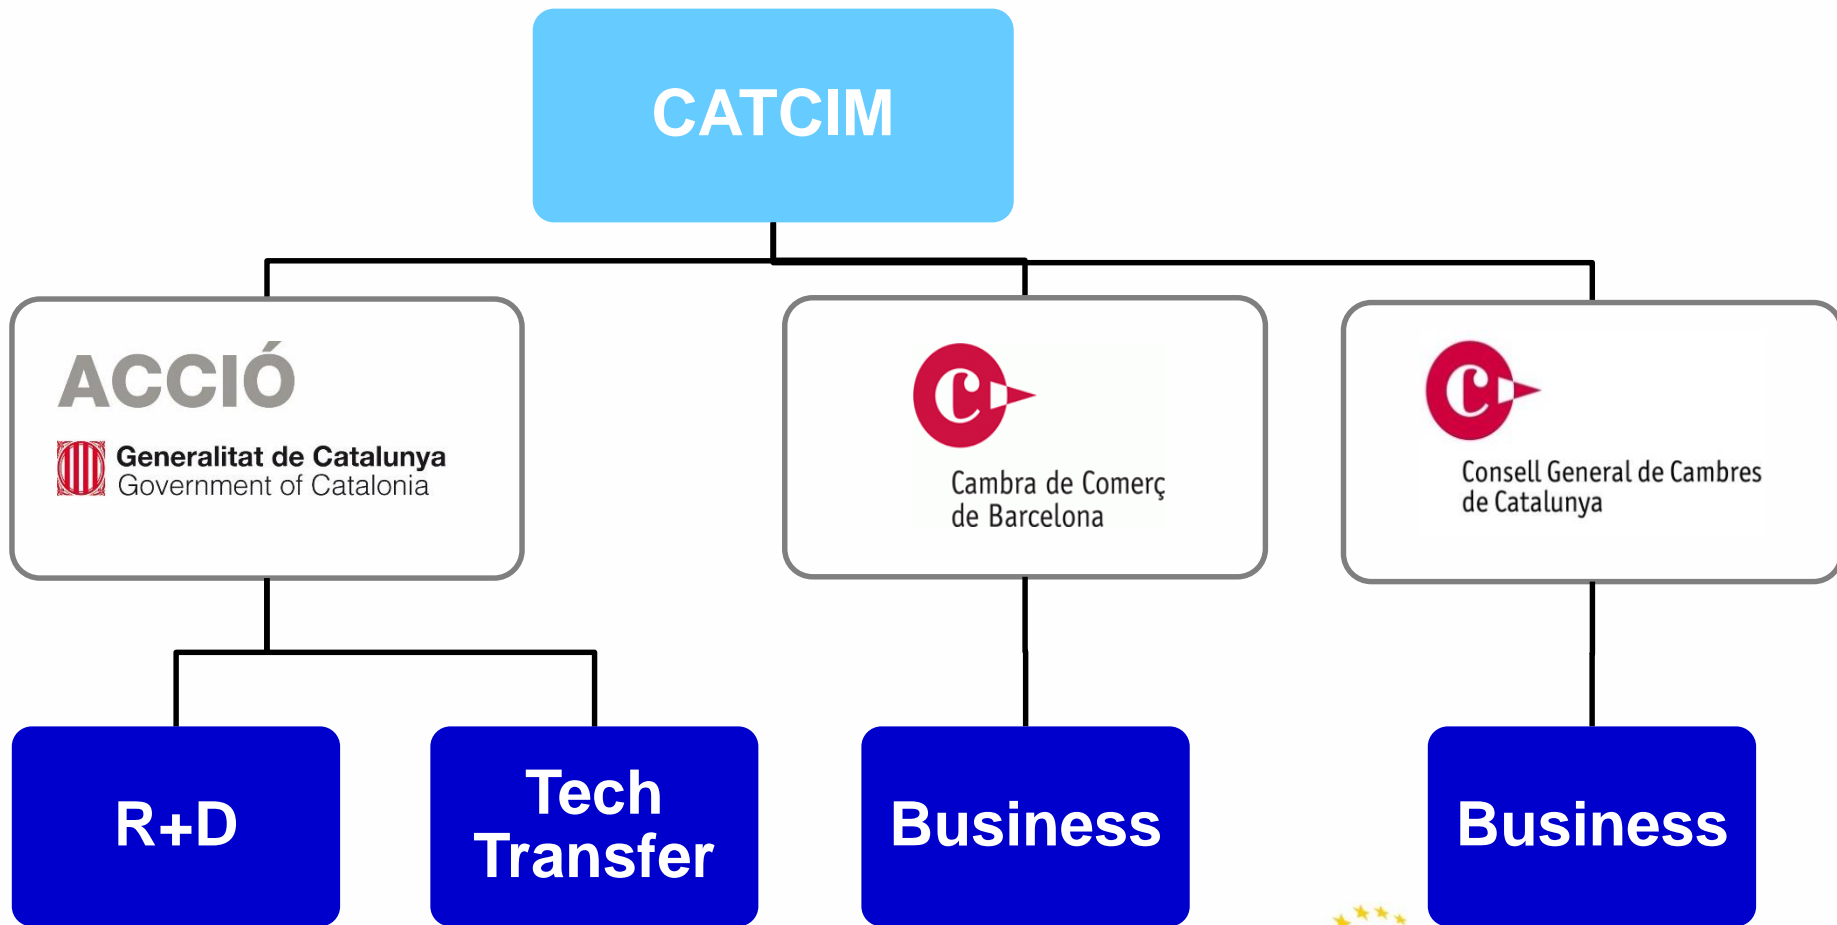 CATCIM
ACCIÓ
Generalitat de Catalunya
Government of Catalonia
Cambra de Comerç
de Barcelona
Consell General de Cambres
de Catalunya
R+D
Tech
Transfer
Business
Business